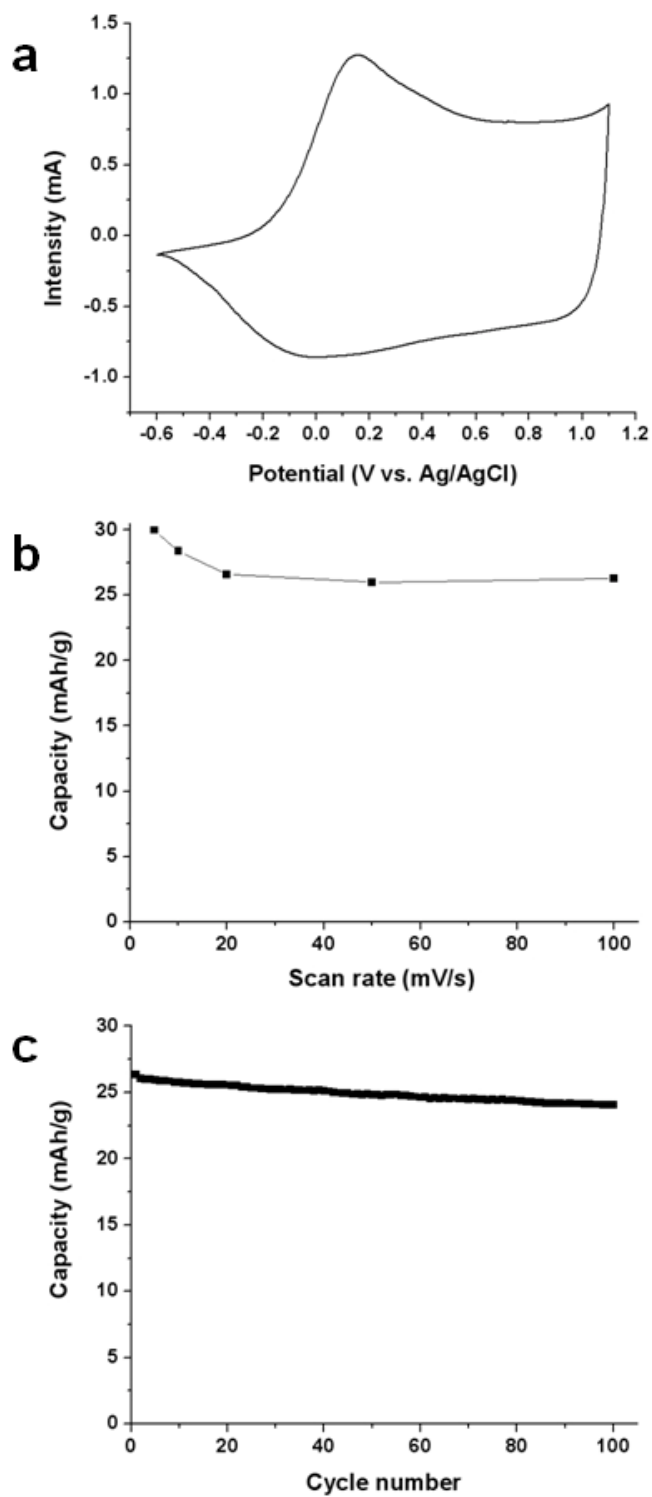 a
1.5
1.0
0.5
0.0
-0.5
-1.0
Intensity (mA)
-0.6 -0.4 -0.2 0.0 0.2 0.4 0.6 0.8 1.0 1.2
Potential (V vs. Ag/AgCl)
b
30
25
20
15
10
5
0
Capacity (mAh/g)
0 20 40 60 80 100
Scan rate (mV/s)
c
30
25
20
15
10
5
0
Capacity (mAh/g)
0 20 40 60 80 100
Cycle number